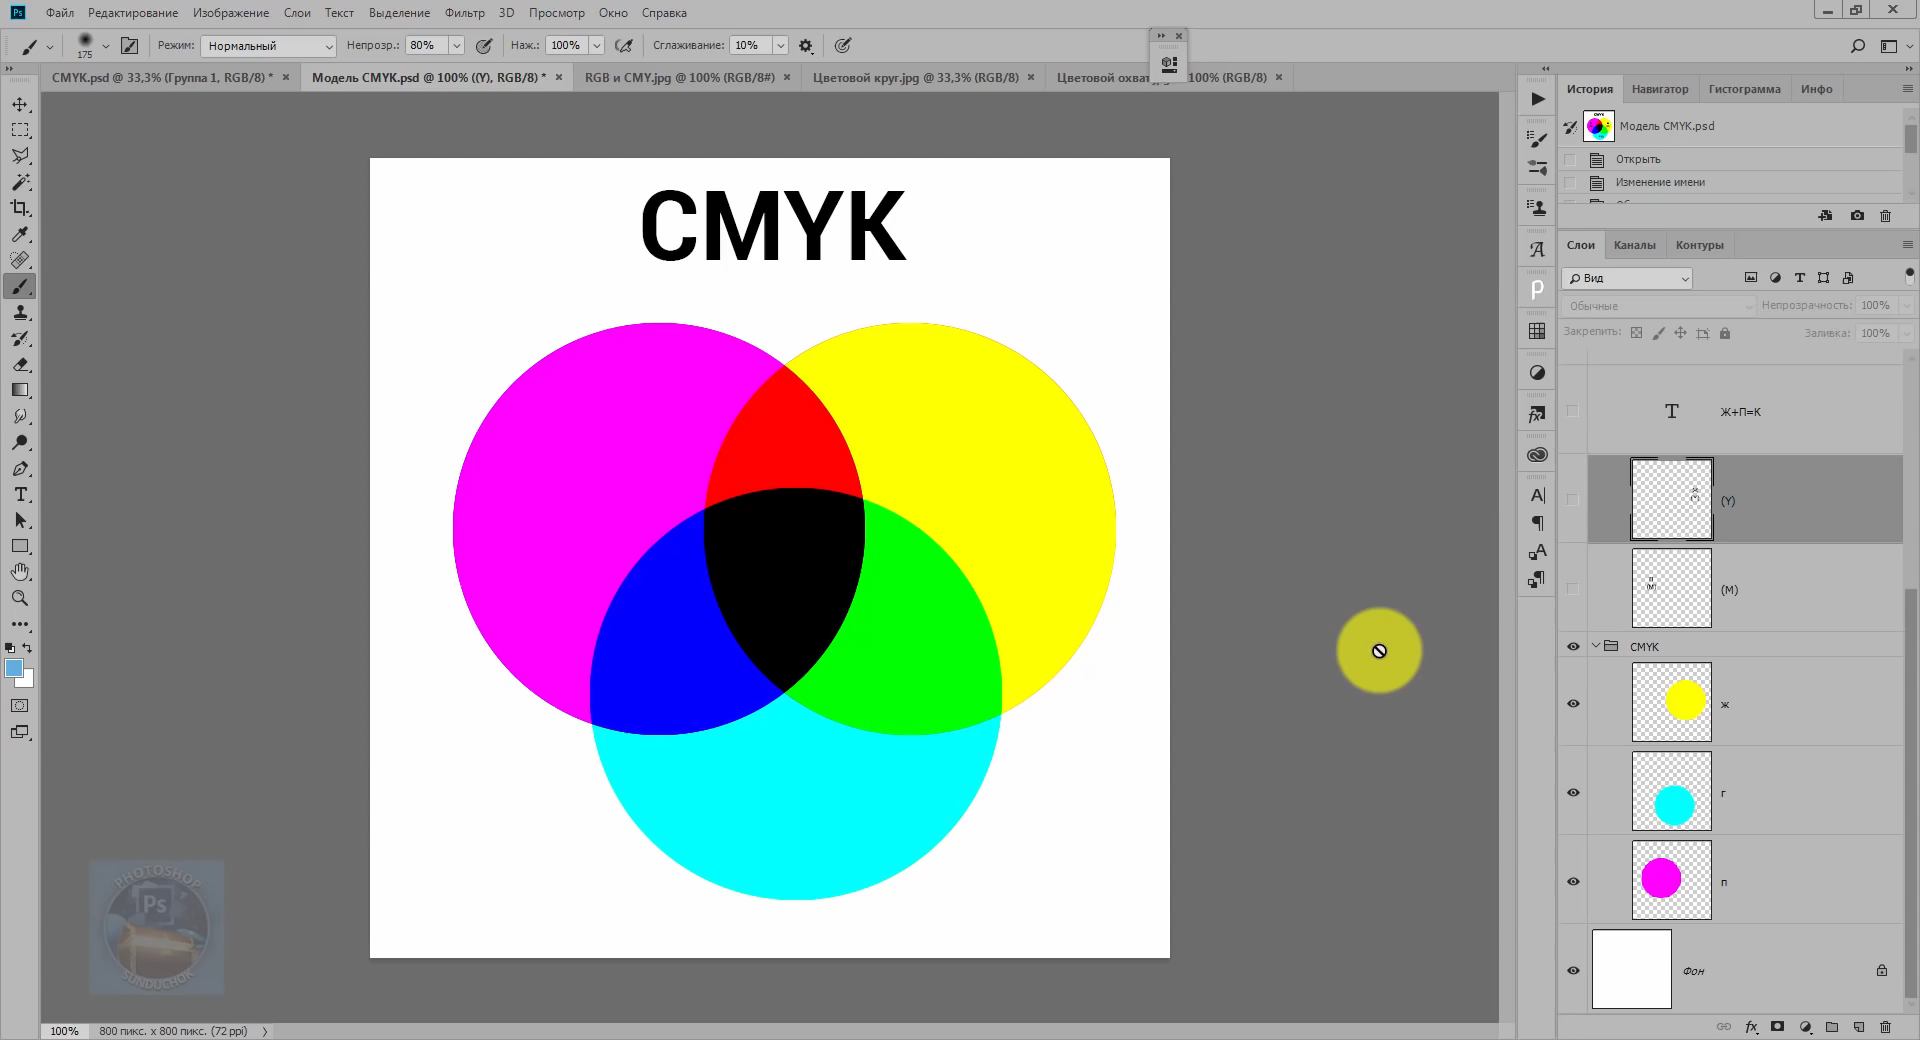 Ps Файл Редактирование Изображение Слои Текст Выделение Фильтр 3D Просмотр Окно Справка
175 Режим: Нормальный Непрозр.: 80% Наж.: 100% Сглаживание: 10%
CMYK.psd @ 33,3% (Группа 1, RGB/8) * Модель CMYK.psd @ 100% ((Y), RGB/8) * RGB и CMY.jpg @ 100% (RGB/8#) Цветовой круг.jpg @ 33,3% (RGB/8) Цветовой охват 100% (RGB/8)
История Навигатор Гистограмма Инфо
Модель CMYK.psd
Открыть
Изменение имени
CMYK
Слои Каналы Контуры
Вид
Обычные Непрозрачность: 100%
Закрепить: Заливка: 100%
T Ж+П=К
(Y)
(M)
CMYK
ж
г
п
Фон
PHOTOSHOP
Ps
SUNDUCHOK
100% 800 пикс. x 800 пикс. (72 ppi)